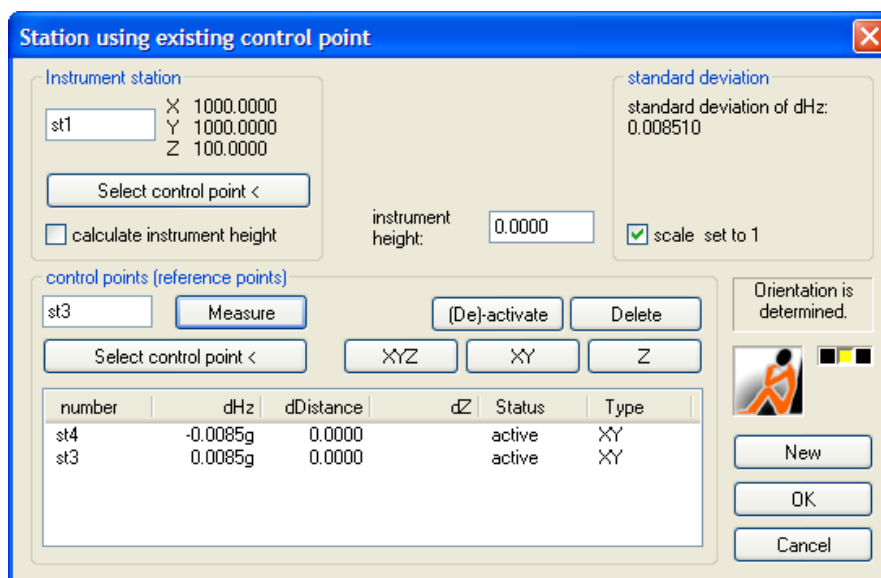 Station using existing control point
Instrument station
st1
X 1000.0000
Y 1000.0000
Z 100.0000
Select control point <
calculate instrument height
instrument height:
0.0000
standard deviation
standard deviation of dHz:
0.008510
scale set to 1
control points (reference points)
st3
Measure
(De)-activate
Delete
Select control point <
XYZ
XY
Z
number dHz dDistance dZ Status Type
st4 -0.0085g 0.0000 active XY
st3 0.0085g 0.0000 active XY
Orientation is
determined.
New
OK
Cancel